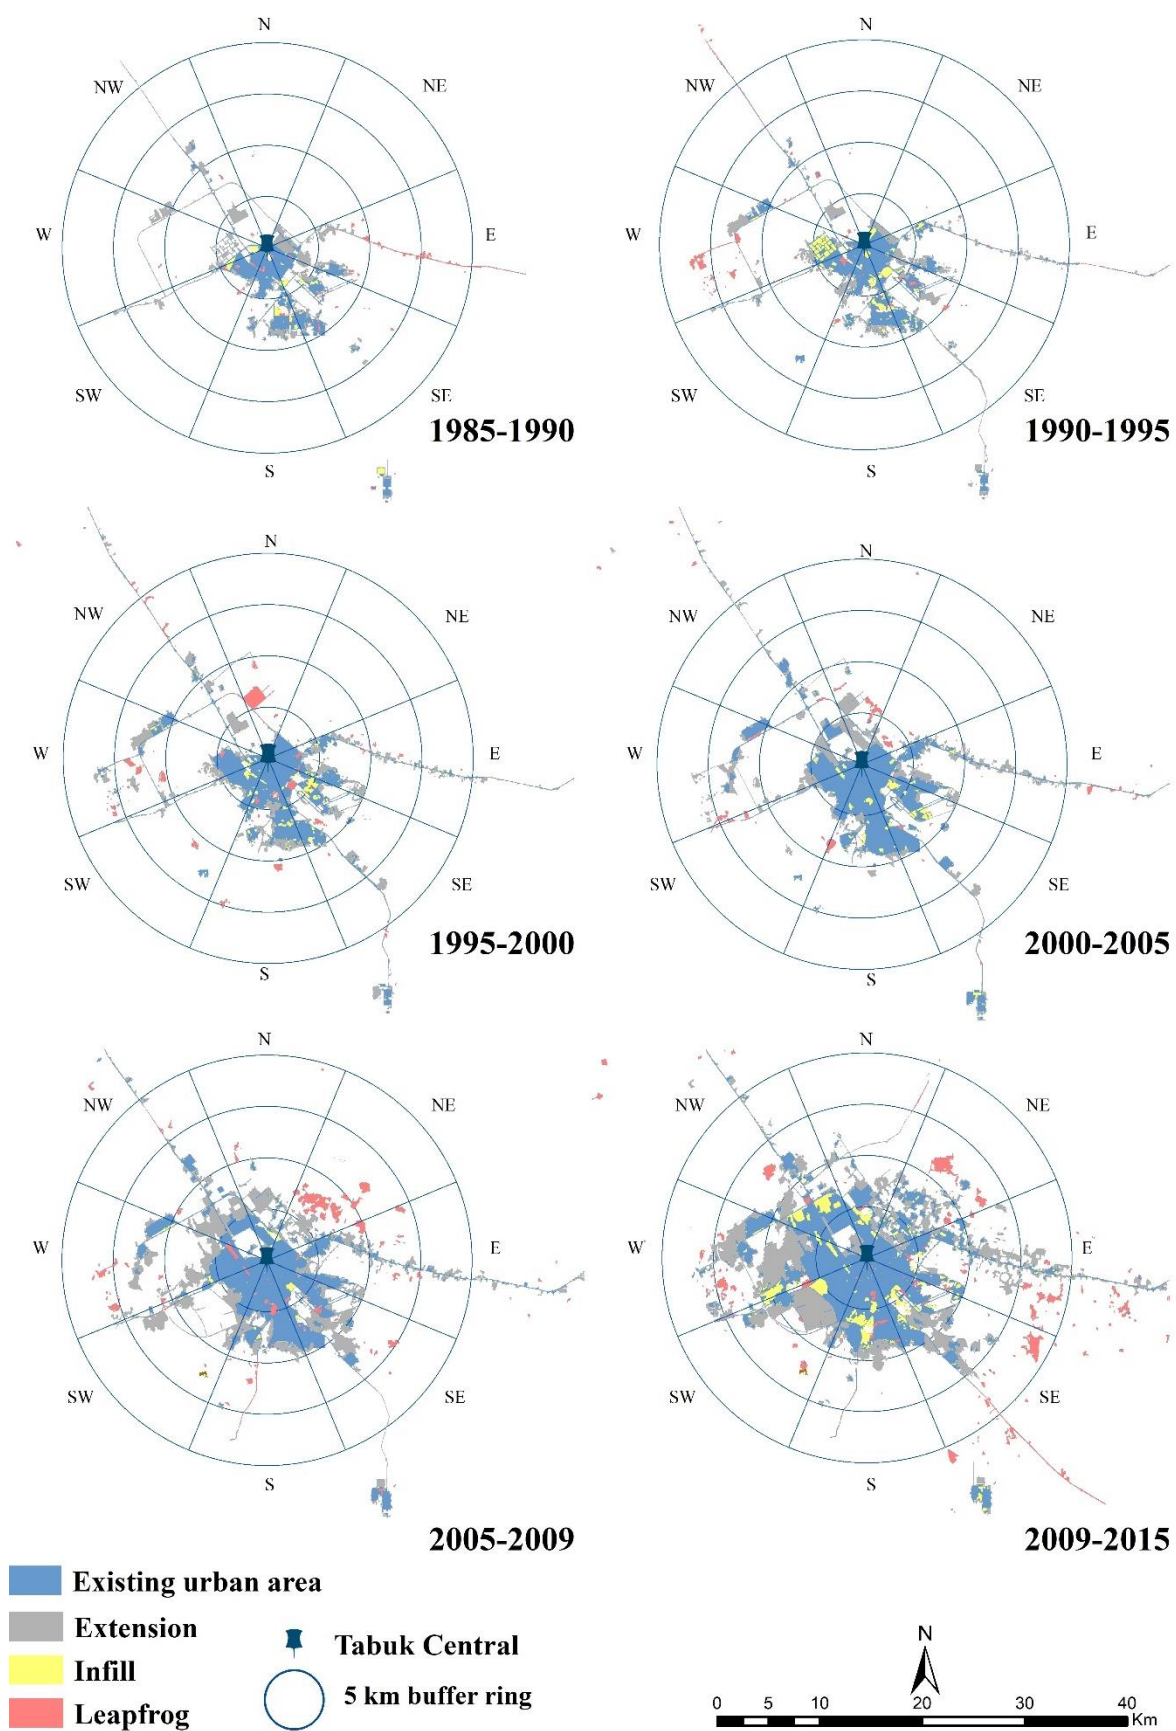 N
NW
NE
W
E
SW
SE
S
1985-1990
N
NW
NE
W
E
SW
SE
1990-1995
N
NW
NE
W
E
SW
SE
S
1995-2000
N
NW
NE
W
E
SW
SE
S
2000-2005
N
NW
NE
W
E
SW
SE
S
2005-2009
N
NW
NE
W
E
SW
SE
S
2009-2015
Existing urban area
Extension
Infill
Leapfrog
Tabuk Central
5 km buffer ring
N
0 5 10 20 30 40
Km